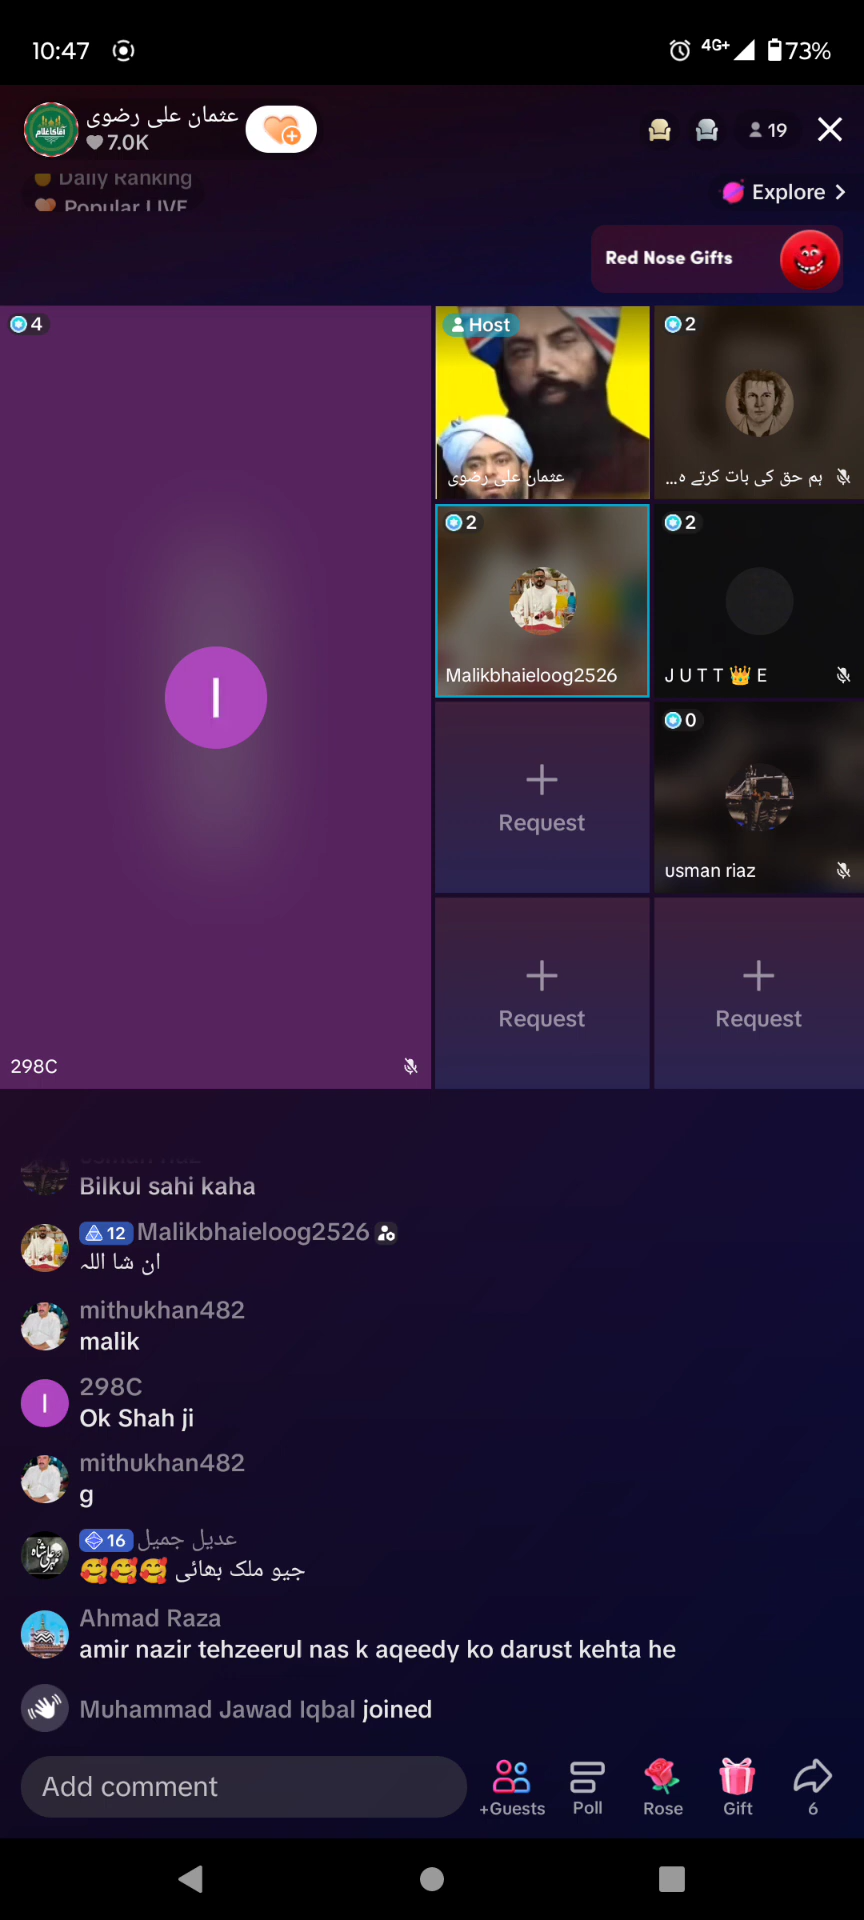 10:47
4G+
73%
عثمان علی رضوی
7.0K
19
Daily Ranking
Popular LIVE
Explore
Red Nose Gifts
4
Host
2
عثمان علی رضوی
ہم حق کی بات کرتے ہ...
2
2
Malikbhaieloog2526
J U T T 👑 E
0
Request
usman riaz
Request
Request
298C
usman riaz
Bilkul sahi kaha
12 Malikbhaieloog2526
ان شا اللہ
mithukhan482
malik
I
298C
Ok Shah ji
mithukhan482
g
16 عدیل جمیل
جیو ملک بھائی 🥰🥰🥰
Ahmad Raza
amir nazir tehzeerul nas k aqeedy ko darust kehta he
Muhammad Jawad Iqbal joined
Add comment
+Guests
Poll
Rose
Gift
6